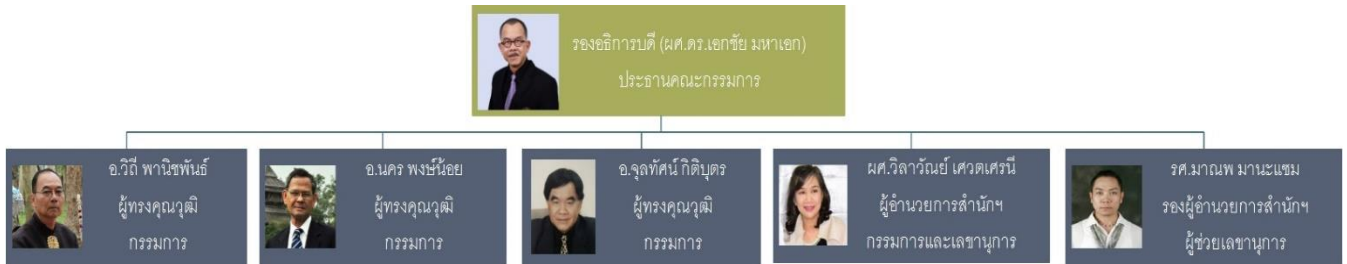 รองอธิการบดี (ผศ.ดร.เอกชัย มหาเอก)
ประธานคณะกรรมการ
อ.วิถี พานิชพันธ์
ผู้ทรงคุณวุฒิ
กรรมการ
อ.นคร พงษ์น้อย
ผู้ทรงคุณวุฒิ
กรรมการ
อ.จุลทัศน์ กิติบุตร
ผู้ทรงคุณวุฒิ
กรรมการ
ผศ.วิลาวัณย์ เศวตเศรนี
ผู้อำนวยการสำนักฯ
กรรมการและเลขานุการ
รศ.มาณพ มานะแซม
รองผู้อำนวยการสำนักฯ
ผู้ช่วยเลขานุการ